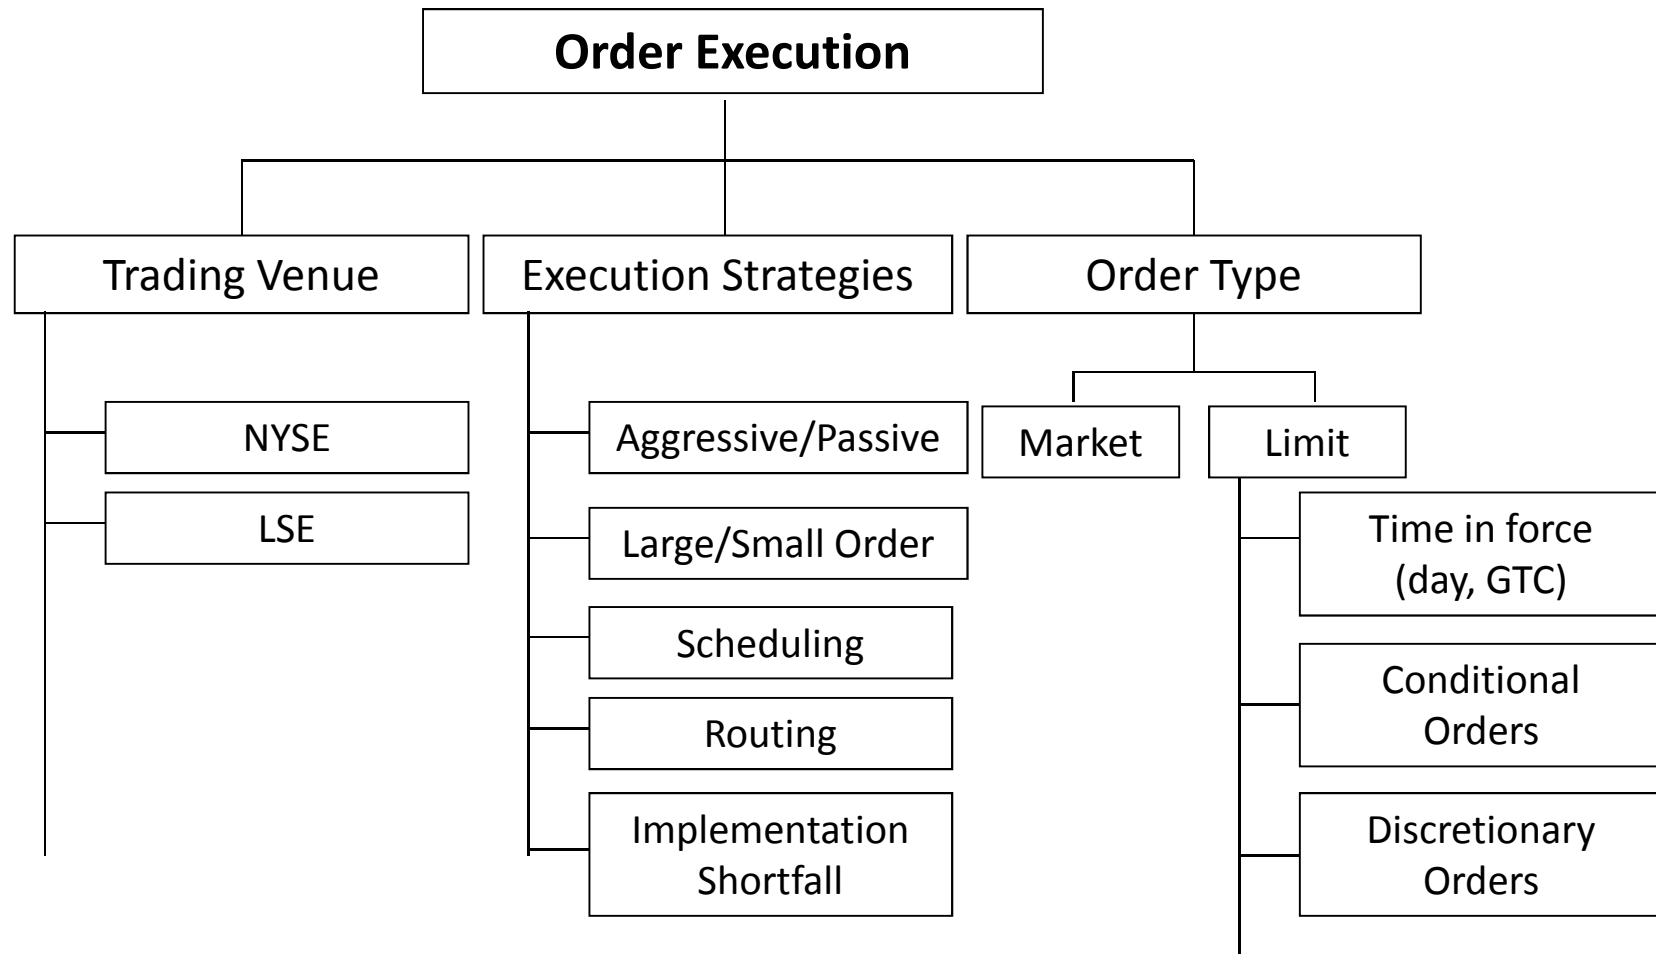 Order Execution
Trading Venue
Execution Strategies
Order Type
NYSE
LSE
Aggressive/Passive
Large/Small Order
Scheduling
Routing
Implementation
Shortfall
Market
Limit
Time in force
(day, GTC)
Conditional
Orders
Discretionary
Orders